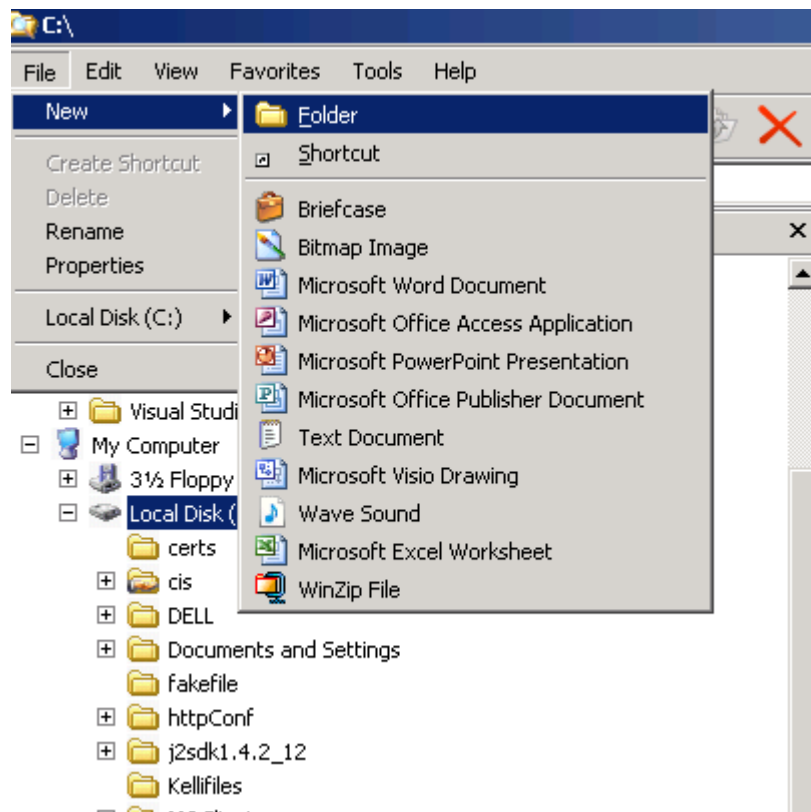 C:\
File Edit View Favorites Tools Help
New
Create Shortcut
Delete
Rename
Properties
Local Disk (C:)
Close
Folder
Shortcut
Briefcase
Bitmap Image
Microsoft Word Document
Microsoft Office Access Application
Microsoft PowerPoint Presentation
Microsoft Office Publisher Document
Text Document
Microsoft Visio Drawing
Wave Sound
Microsoft Excel Worksheet
WinZip File
Visual Studi
My Computer
3½ Floppy
Local Disk (
certs
cis
DELL
Documents and Settings
fakefile
httpConf
j2sdk1.4.2_12
Kellifiles